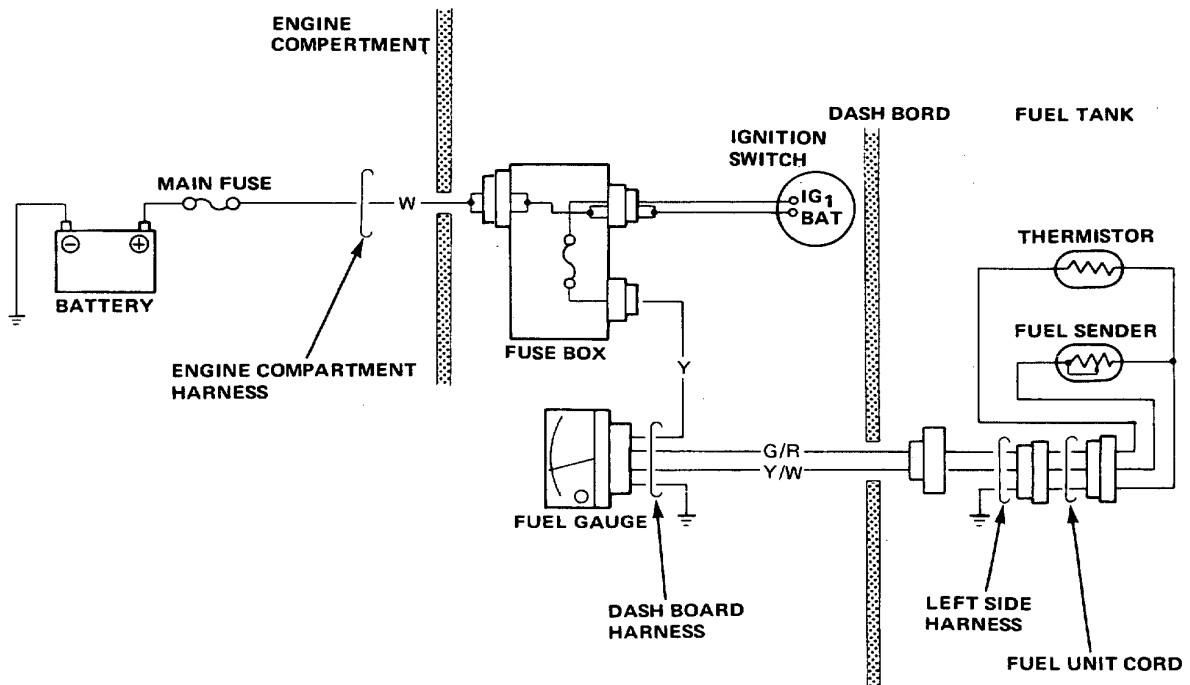 ENGINE
COMPERTMENT
DASH BORD
FUEL TANK
IGNITION
SWITCH
MAIN FUSE
W
IG1
BAT
THERMISTOR
BATTERY
FUEL SENDER
FUSE BOX
ENGINE COMPARTMENT
HARNESS
Y
G/R
Y/W
FUEL GAUGE
DASH BOARD
HARNESS
LEFT SIDE
HARNESS
FUEL UNIT CORD